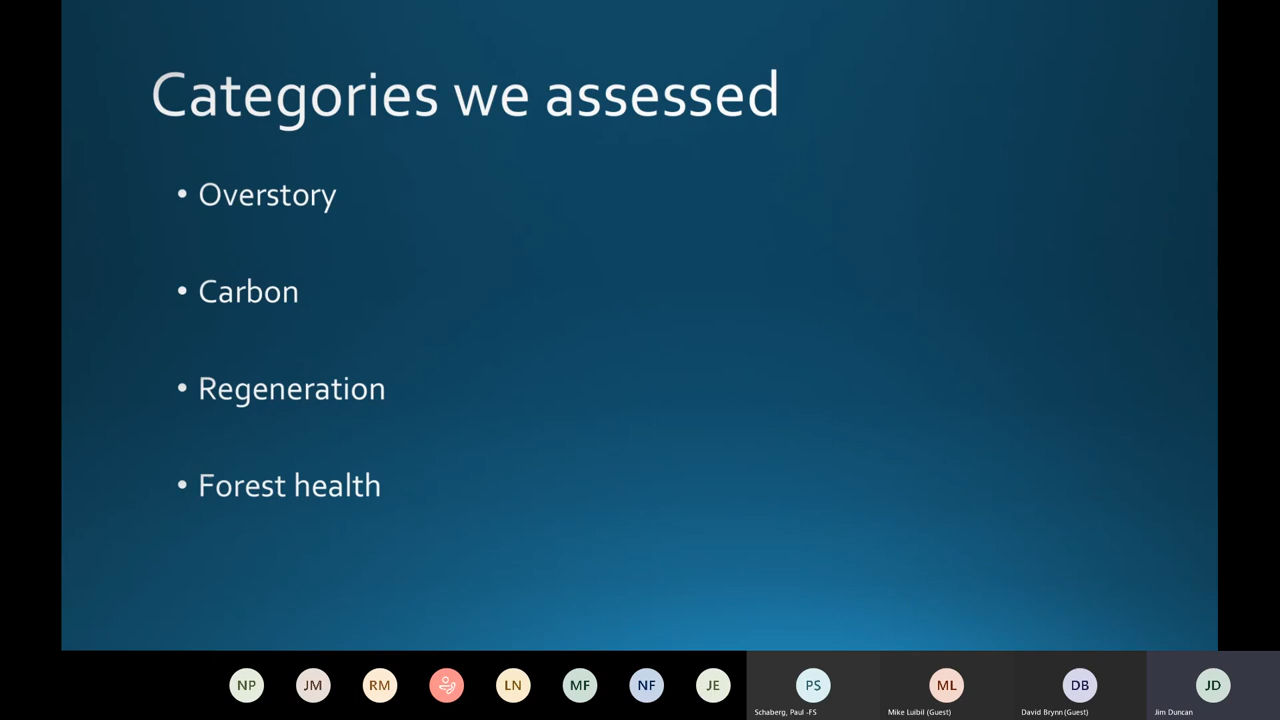 Categories we assessed
• Overstory
• Carbon
• Regeneration
• Forest health
NP JM RM LN MF NF JE PS ML DB JD
Schaberg, Paul -FS Mike Luibil (Guest) David Brynn (Guest) Jim Duncan